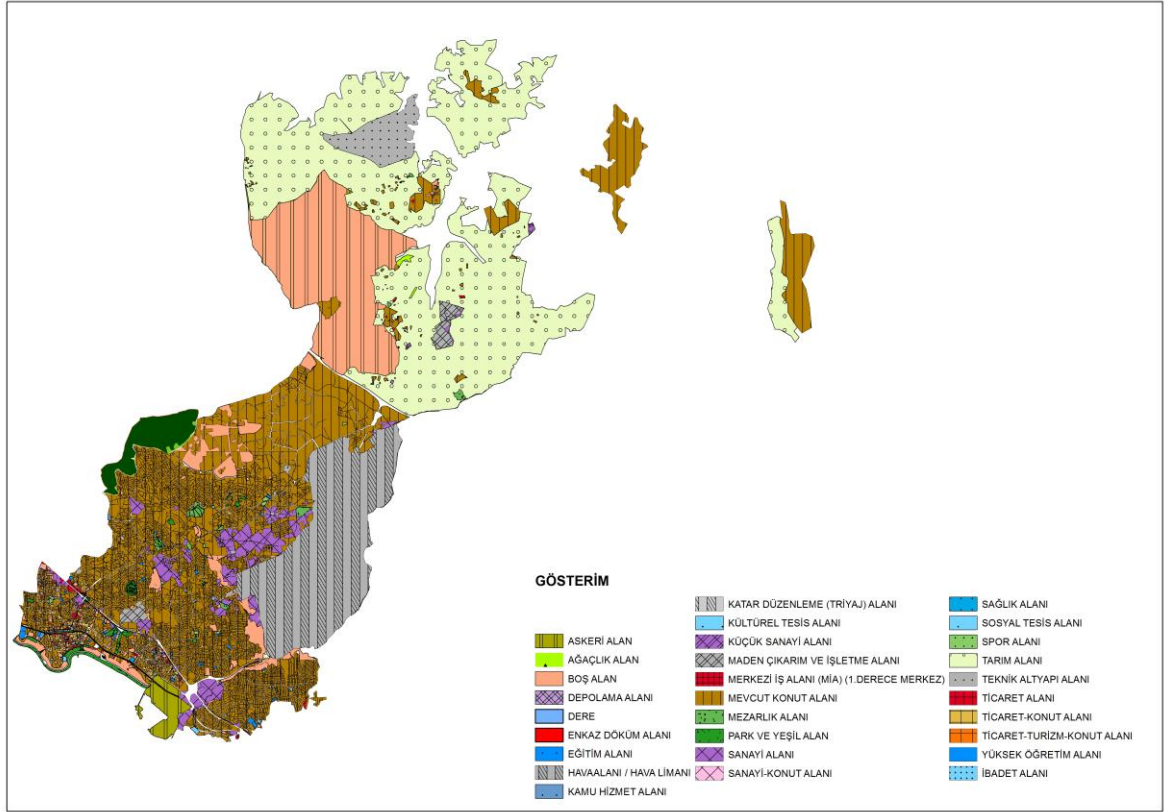 GÖSTERİM
ASKERİ ALAN
AĞAÇLIK ALAN
BOŞ ALAN
DEPOLAMA ALANI
DERE
ENKAZ DÖKÜM ALANI
EĞİTİM ALANI
HAVAALANI / HAVA LİMANI
KAMU HİZMET ALANI
KATAR DÜZENLEME (TRİYAJ) ALANI
KÜLTÜREL TESİS ALANI
KÜÇÜK SANAYİ ALANI
MADEN ÇIKARIM VE İŞLETME ALANI
MERKEZİ İŞ ALANI (MİA) (1.DERECE MERKEZ)
MEVCUT KONUT ALANI
MEZARLIK ALANI
PARK VE YEŞİL ALAN
SANAYİ ALANI
SANAYİ-KONUT ALANI
SAĞLIK ALANI
SOSYAL TESİS ALANI
SPOR ALANI
TARIM ALANI
TEKNİK ALTYAPI ALANI
TİCARET ALANI
TİCARET-KONUT ALANI
TİCARET-TURİZM-KONUT ALANI
YÜKSEK ÖĞRETİM ALANI
İBADET ALANI